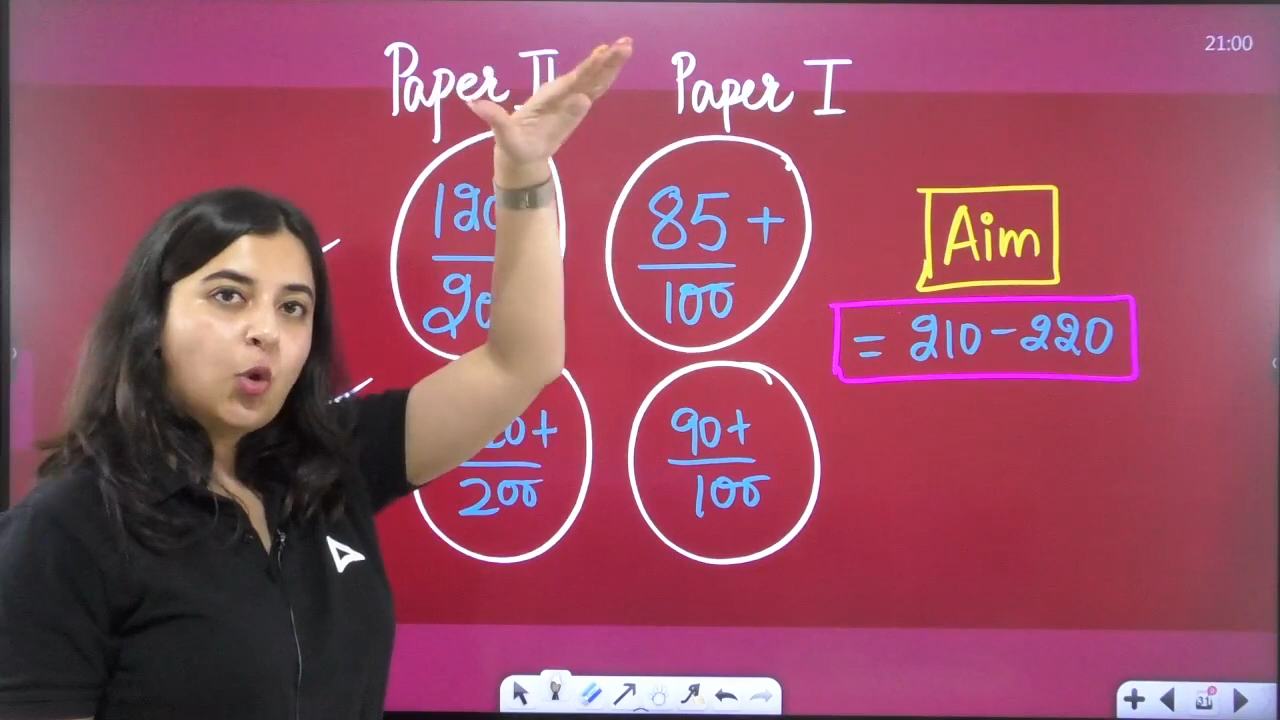 21:00
Paper II Paper I
85 +
100
Aim
= 210 - 220
90+
100
200